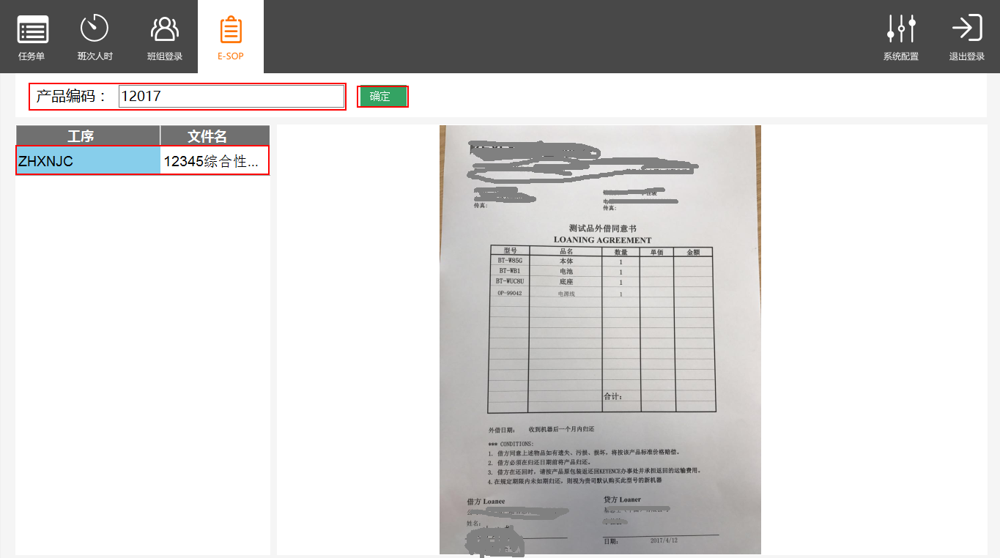 任务单 班次人时 班组登录 E-SOP 系统配置 退出登录
产品编码： 12017 确定
工序 文件名
ZHXNJC 12345综合性...
传真:
电
传真:
测试品外借同意书
LOANING AGREEMENT
型号 品名 数量 单价 金额
BT-W85G 本体 1
BT-WB1 电池 1
BT-WUC8U 底座 1
OP-99042 电源线 1
合计:
外借日期: 收到机器后一个月内归还
*** CONDITIONS:
1. 借方同意上述物品如有遗失、污损、损坏，将按该产品标准价格赔偿。
2. 借方必须在归还日期前将产品归还。
3. 借方在还回时，请按产品原包装返还回KEYENCE办事处并承担返回的运输费用。
4.在规定期限内未如期归还，则视为贵司默认购买此型号的新机器
借方 Loanee 贷方 Loaner
姓名:
日期: 2017/4/12